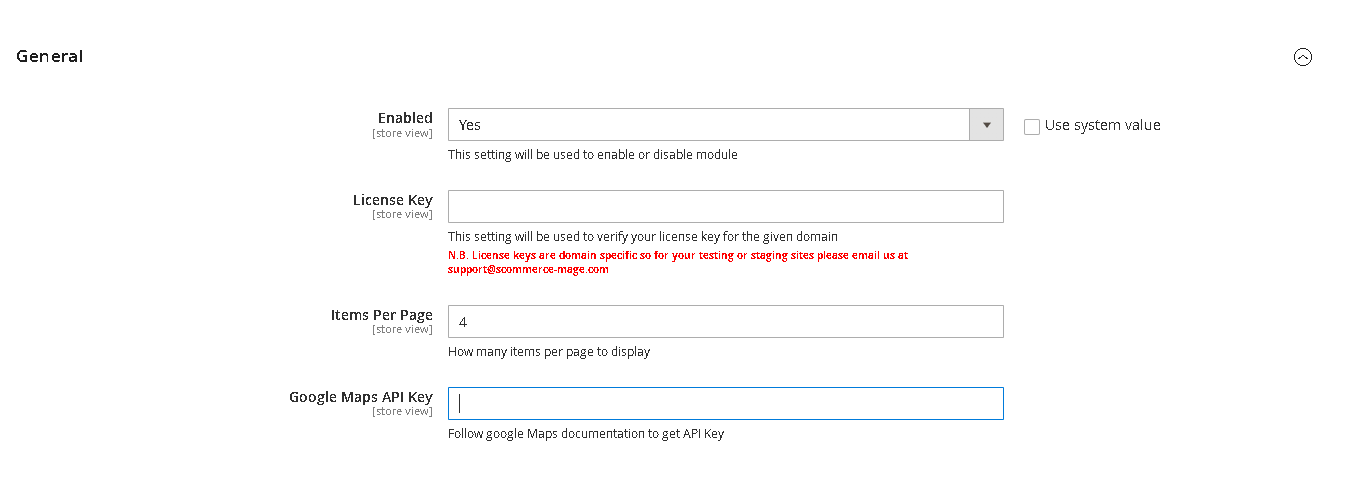 General
Enabled
[store view]
Yes
Use system value
This setting will be used to enable or disable module
License Key
[store view]
This setting will be used to verify your license key for the given domain
N.B. License keys are domain specific so for your testing or staging sites please email us at
support@scommerce-mage.com
Items Per Page
[store view]
4
How many items per page to display
Google Maps API Key
[store view]
Follow google Maps documentation to get API Key